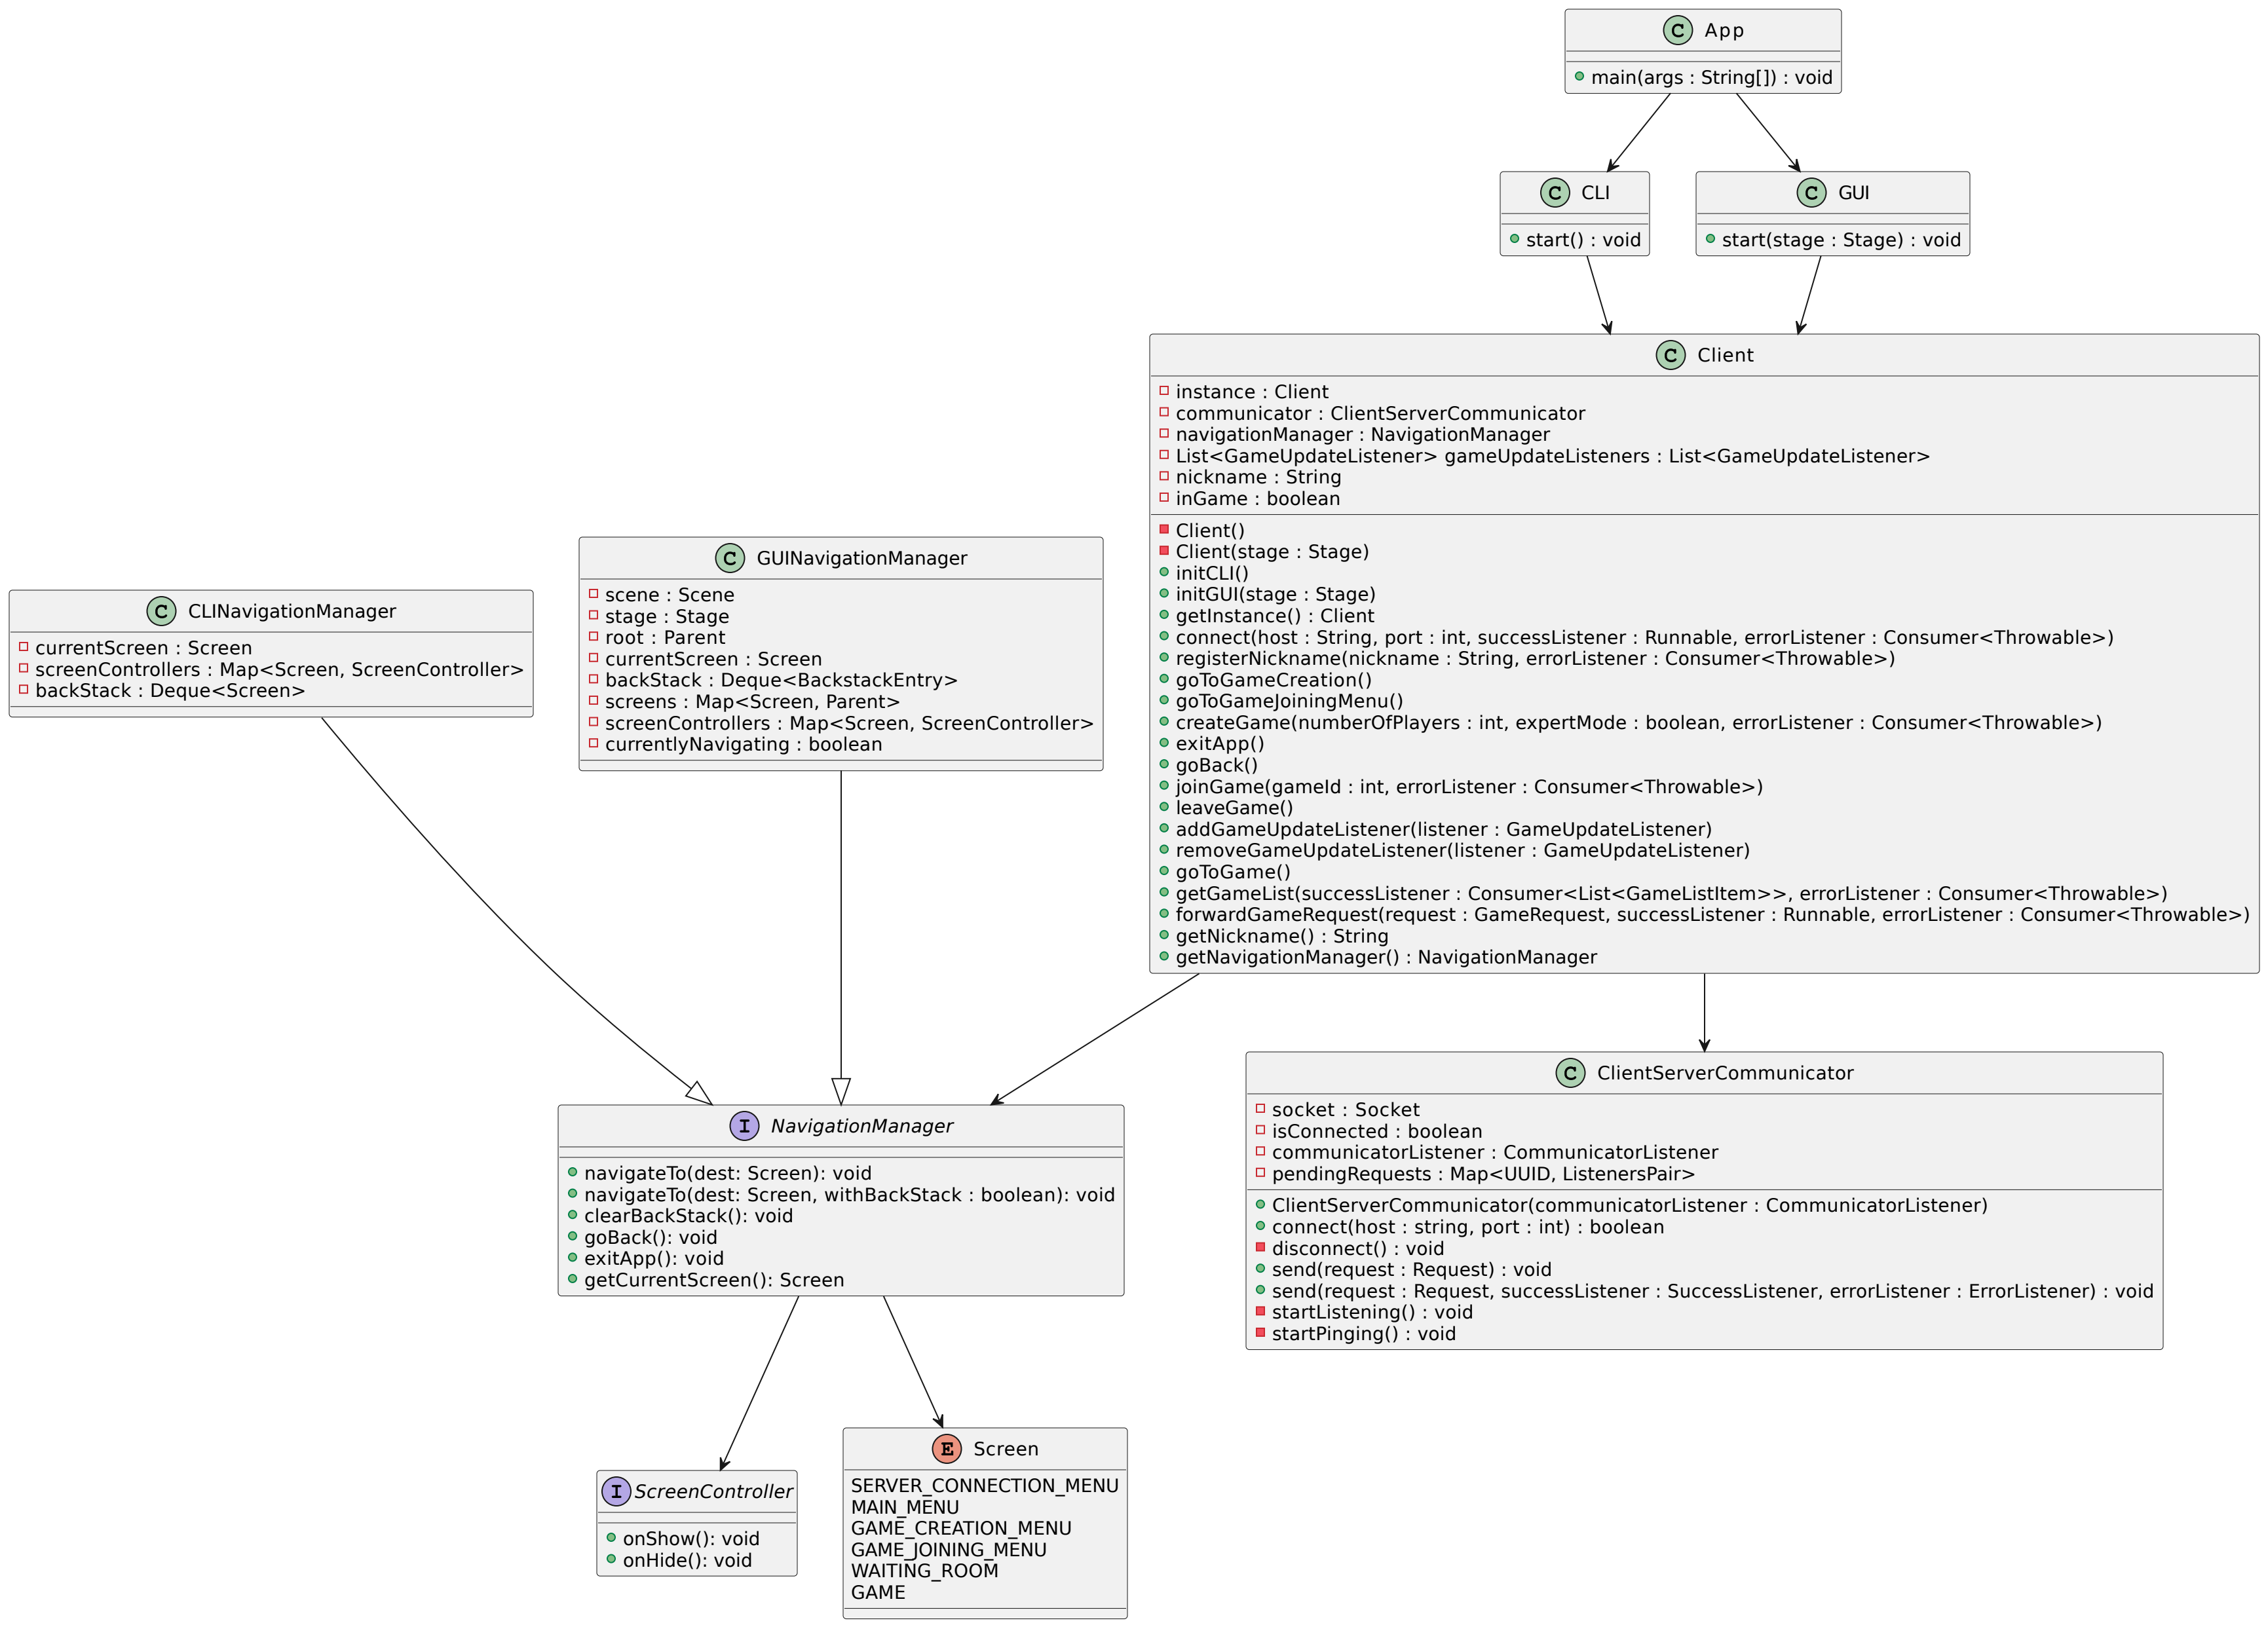 C App
main(args : String[]) : void
C CLI
start() : void
C GUI
start(stage : Stage) : void
C Client
instance : Client
communicator : ClientServerCommunicator
navigationManager : NavigationManager
List<GameUpdateListener> gameUpdateListeners : List<GameUpdateListener>
nickname : String
inGame : boolean
Client()
Client(stage : Stage)
initCLI()
initGUI(stage : Stage)
getInstance() : Client
connect(host : String, port : int, successListener : Runnable, errorListener : Consumer<Throwable>)
registerNickname(nickname : String, errorListener : Consumer<Throwable>)
goToGameCreation()
goToGameJoiningMenu()
createGame(numberOfPlayers : int, expertMode : boolean, errorListener : Consumer<Throwable>)
exitApp()
goBack()
joinGame(gameId : int, errorListener : Consumer<Throwable>)
leaveGame()
addGameUpdateListener(listener : GameUpdateListener)
removeGameUpdateListener(listener : GameUpdateListener)
goToGame()
getGameList(successListener : Consumer<List<GameListItem>>, errorListener : Consumer<Throwable>)
forwardGameRequest(request : GameRequest, successListener : Runnable, errorListener : Consumer<Throwable>)
getNickname() : String
getNavigationManager() : NavigationManager
C GUINavigationManager
scene : Scene
stage : Stage
root : Parent
currentScreen : Screen
backStack : Deque<BackstackEntry>
screens : Map<Screen, Parent>
screenControllers : Map<Screen, ScreenController>
currentlyNavigating : boolean
C CLINavigationManager
currentScreen : Screen
screenControllers : Map<Screen, ScreenController>
backStack : Deque<Screen>
C ClientServerCommunicator
socket : Socket
isConnected : boolean
communicatorListener : CommunicatorListener
pendingRequests : Map<UUID, ListenersPair>
ClientServerCommunicator(communicatorListener : CommunicatorListener)
connect(host : string, port : int) : boolean
disconnect() : void
send(request : Request) : void
send(request : Request, successListener : SuccessListener, errorListener : ErrorListener) : void
startListening() : void
startPinging() : void
I NavigationManager
navigateTo(dest: Screen): void
navigateTo(dest: Screen, withBackStack : boolean): void
clearBackStack(): void
goBack(): void
exitApp(): void
getCurrentScreen(): Screen
I ScreenController
onShow(): void
onHide(): void
E Screen
SERVER_CONNECTION_MENU
MAIN_MENU
GAME_CREATION_MENU
GAME_JOINING_MENU
WAITING_ROOM
GAME